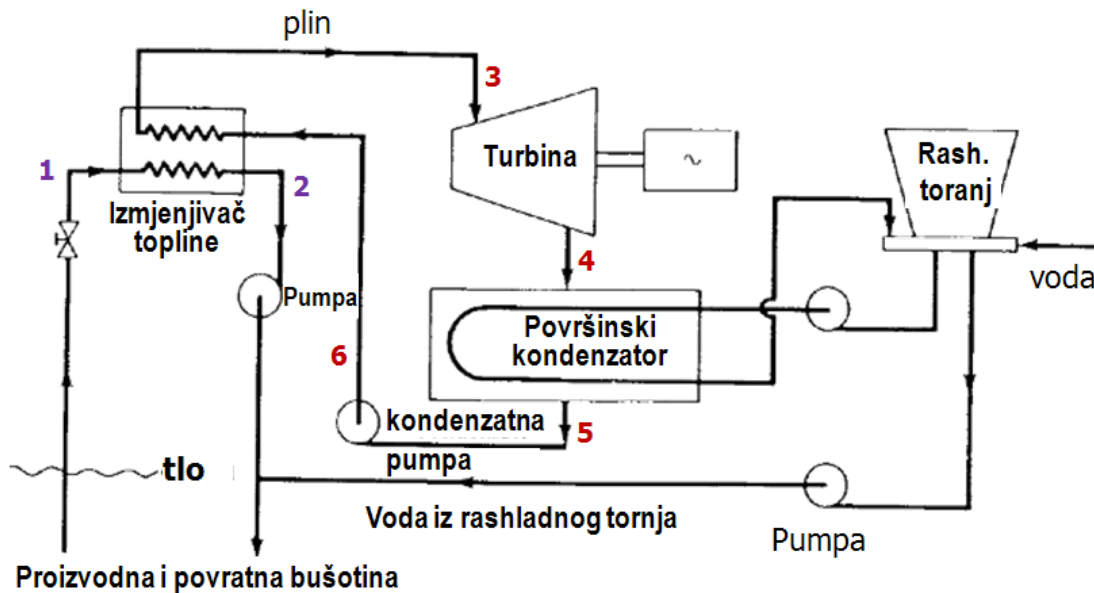 plin
3
1
2
Izmjenjivač
topline
Turbina
~
Rash.
toranj
voda
4
Pumpa
Površinski
kondenzator
6
kondenzatna
pumpa
5
tlo
Voda iz rashladnog tornja
Pumpa
Proizvodna i povratna bušotina